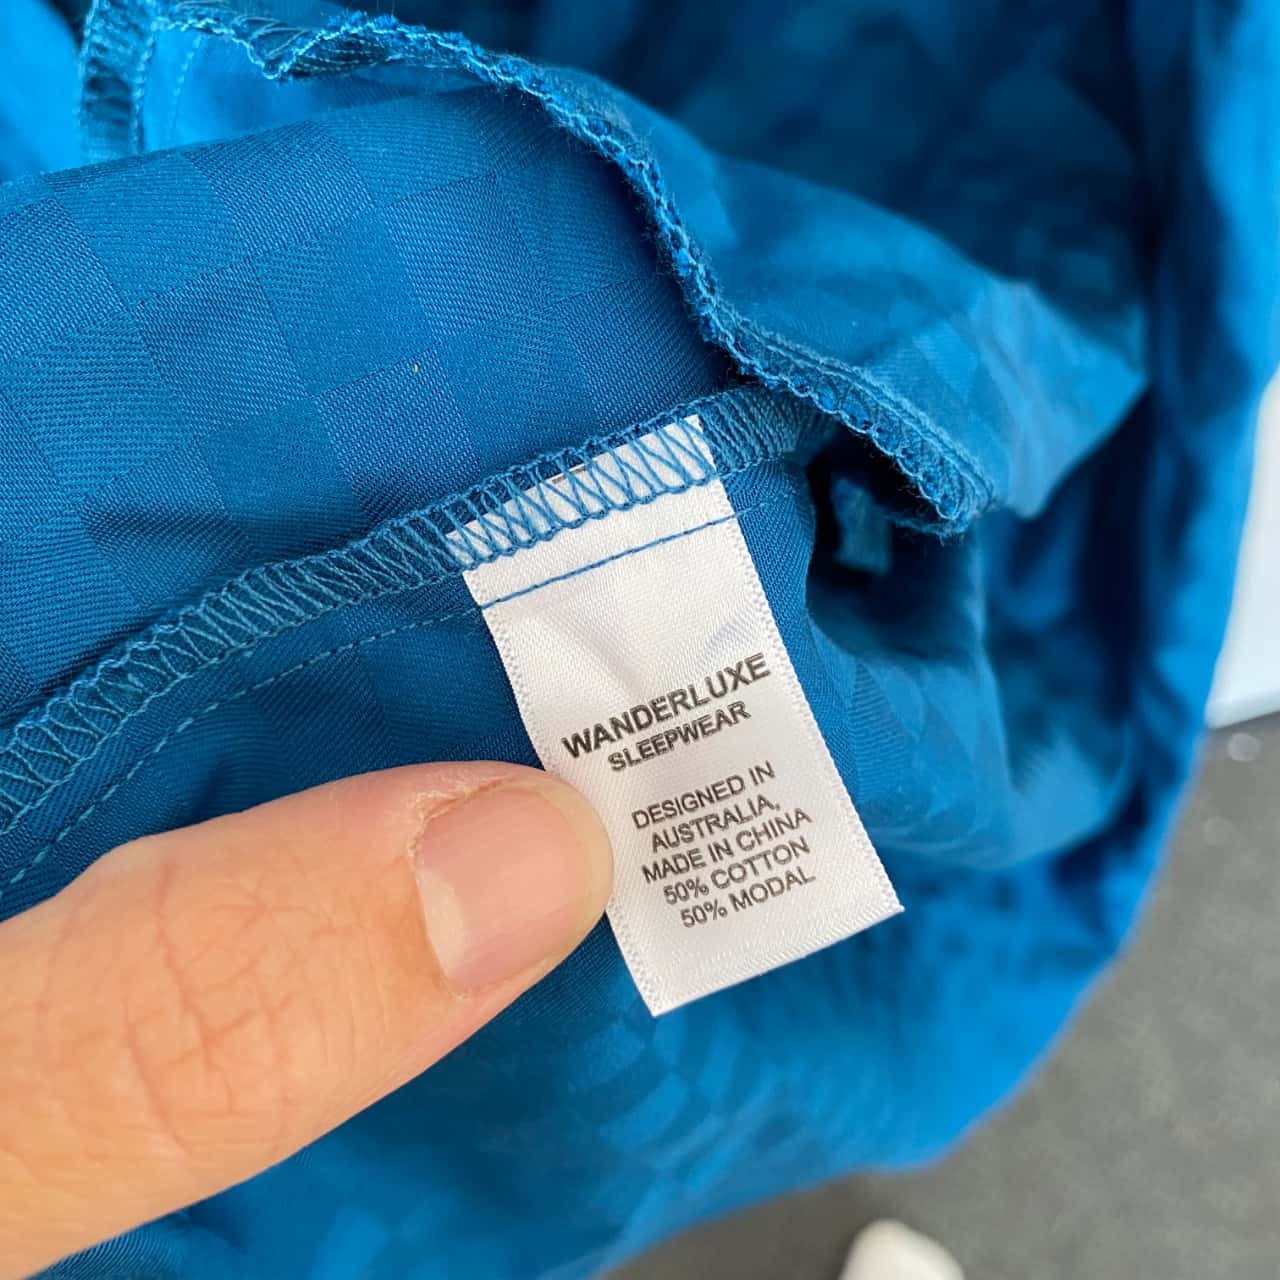 WANDERLUXE
SLEEPWEAR
DESIGNED IN
AUSTRALIA,
MADE IN CHINA
50% COTTON
50% MODAL